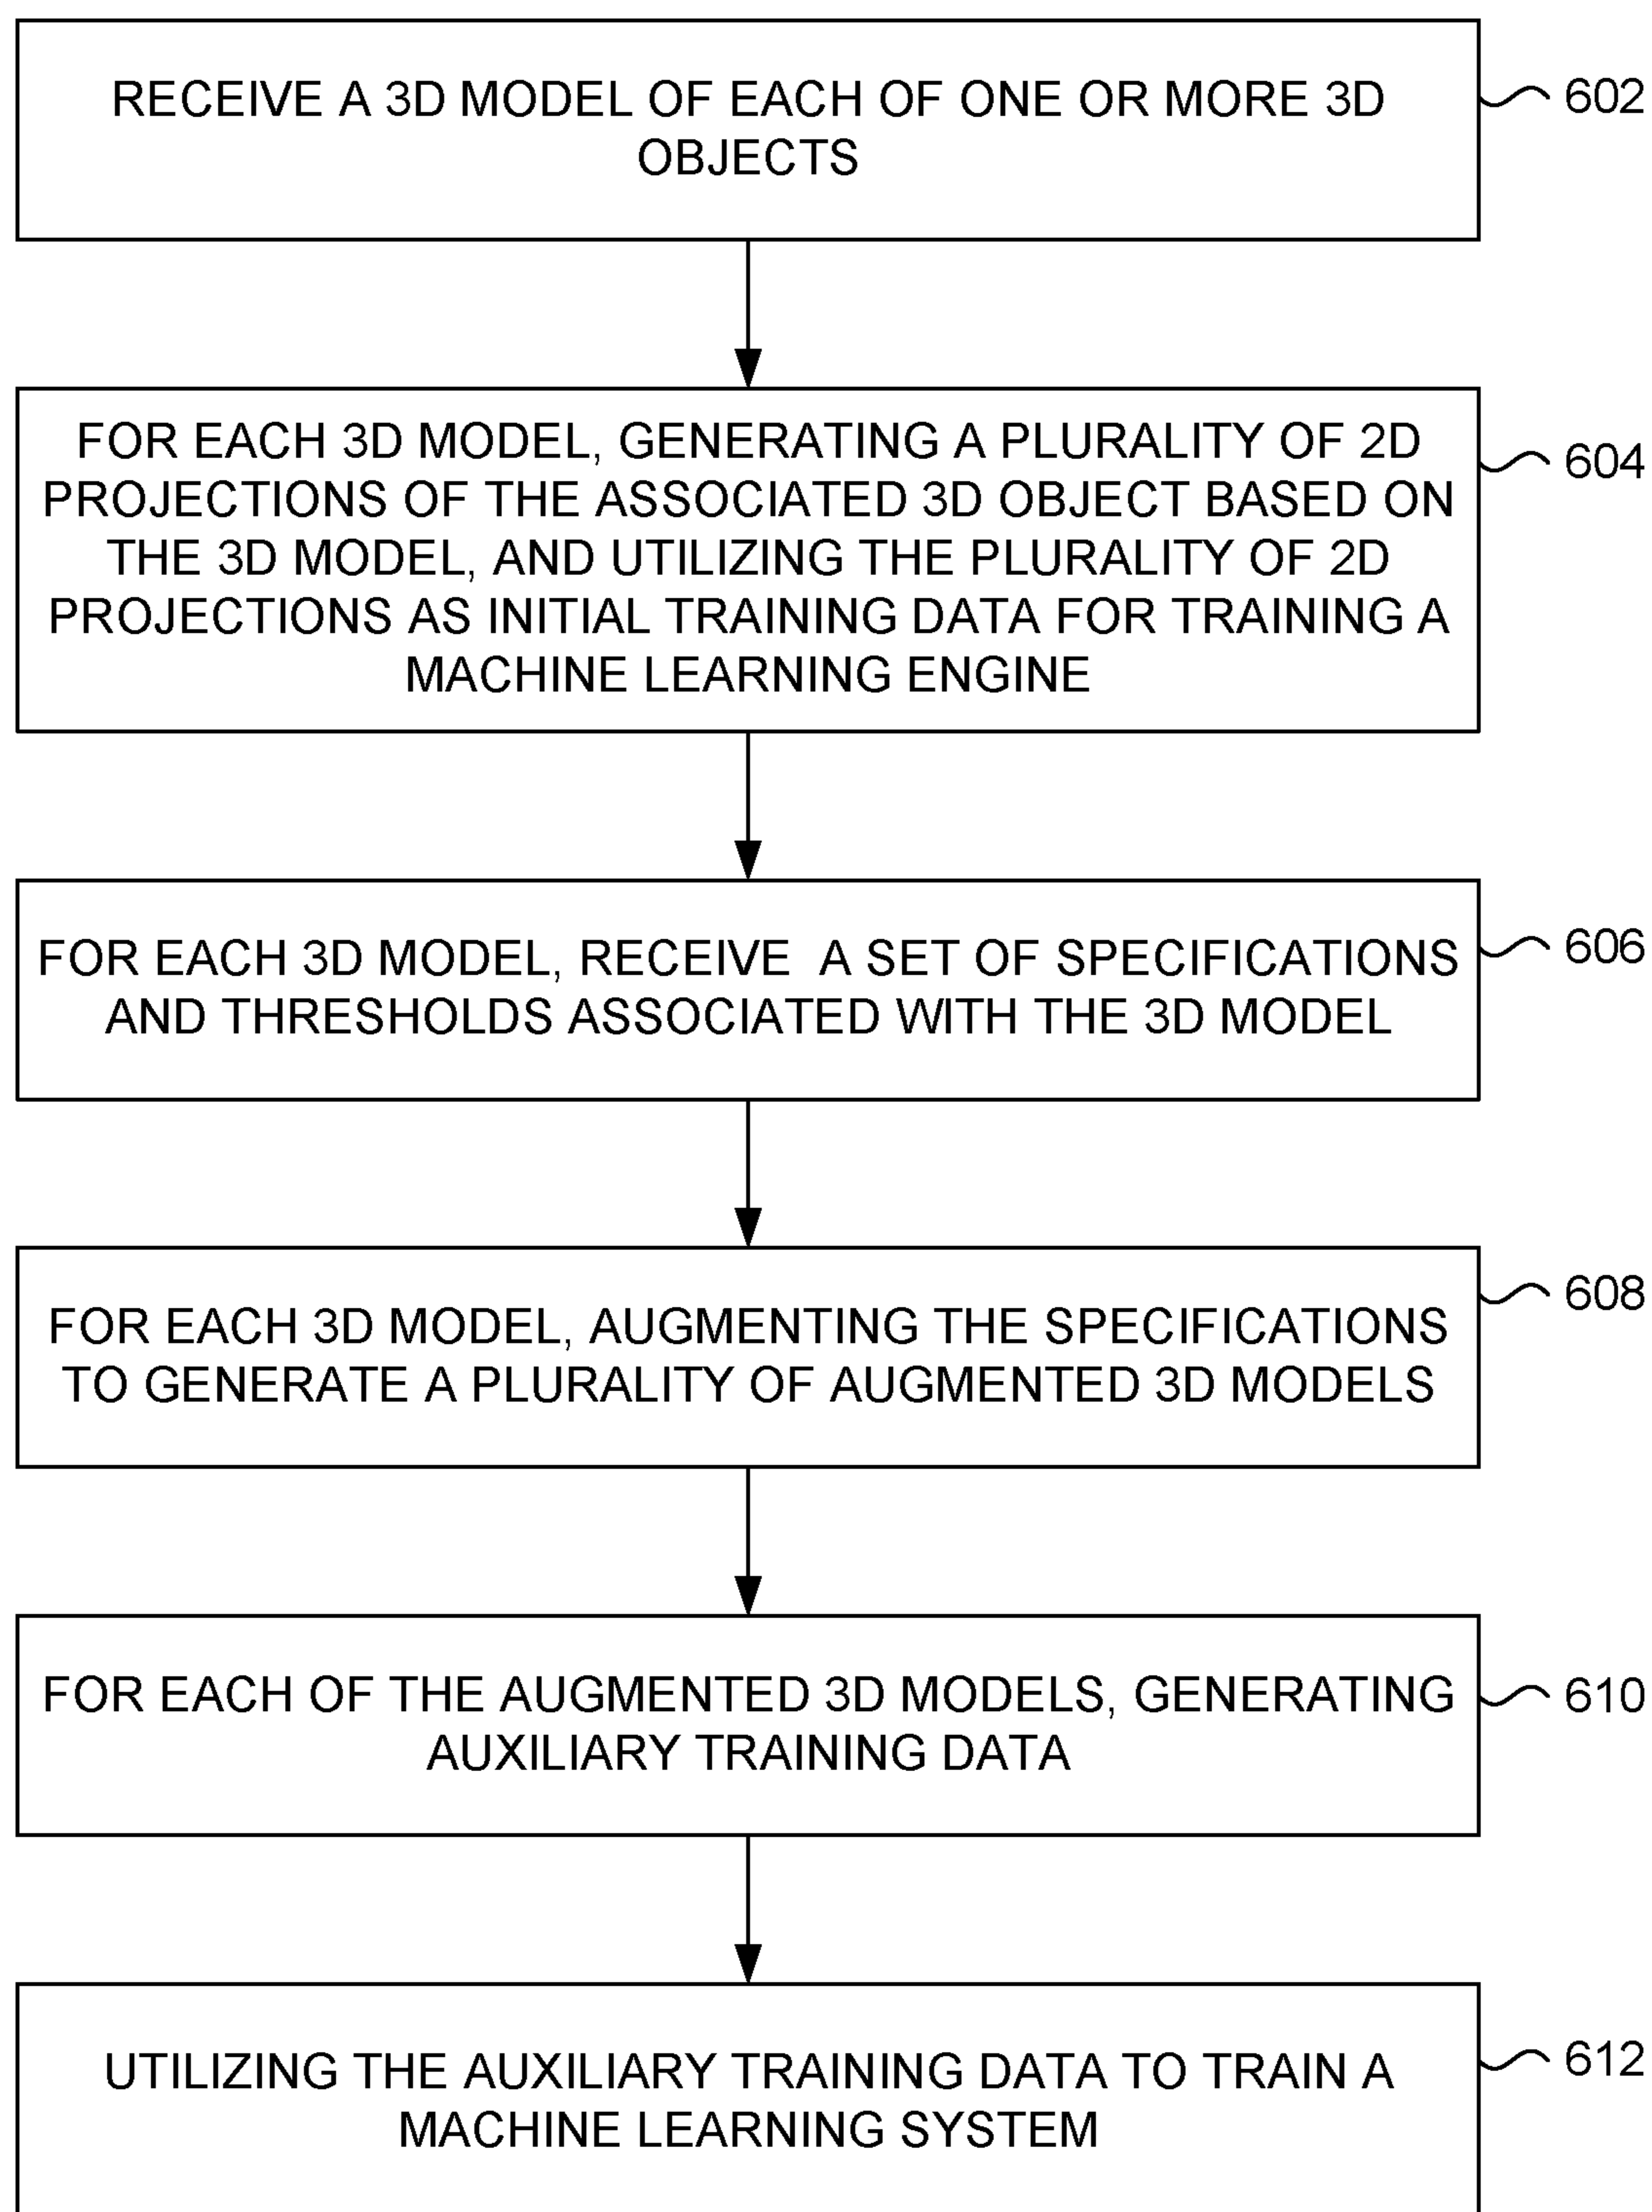 RECEIVE A 3D MODEL OF EACH OF ONE OR MORE 3D
OBJECTS
602
FOR EACH 3D MODEL, GENERATING A PLURALITY OF 2D
PROJECTIONS OF THE ASSOCIATED 3D OBJECT BASED ON
THE 3D MODEL, AND UTILIZING THE PLURALITY OF 2D
PROJECTIONS AS INITIAL TRAINING DATA FOR TRAINING A
MACHINE LEARNING ENGINE
604
FOR EACH 3D MODEL, RECEIVE A SET OF SPECIFICATIONS
AND THRESHOLDS ASSOCIATED WITH THE 3D MODEL
606
FOR EACH 3D MODEL, AUGMENTING THE SPECIFICATIONS
TO GENERATE A PLURALITY OF AUGMENTED 3D MODELS
608
FOR EACH OF THE AUGMENTED 3D MODELS, GENERATING
AUXILIARY TRAINING DATA
610
UTILIZING THE AUXILIARY TRAINING DATA TO TRAIN A
MACHINE LEARNING SYSTEM
612